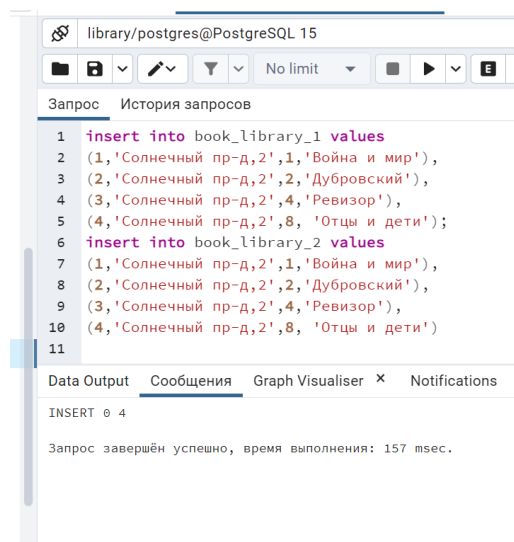 library/postgres@PostgreSQL 15
No limit
E
Запрос История запросов
1 insert into book_library_1 values
2 (1,'Солнечный пр-д,2',1,'Война и мир'),
3 (2,'Солнечный пр-д,2',2,'Дубровский'),
4 (3,'Солнечный пр-д,2',4,'Ревизор'),
5 (4,'Солнечный пр-д,2',8, 'Отцы и дети');
6 insert into book_library_2 values
7 (1,'Солнечный пр-д,2',1,'Война и мир'),
8 (2,'Солнечный пр-д,2',2,'Дубровский'),
9 (3,'Солнечный пр-д,2',4,'Ревизор'),
10 (4,'Солнечный пр-д,2',8, 'Отцы и дети')
11
Data Output Сообщения Graph Visualiser × Notifications
INSERT 0 4
Запрос завершён успешно, время выполнения: 157 msec.